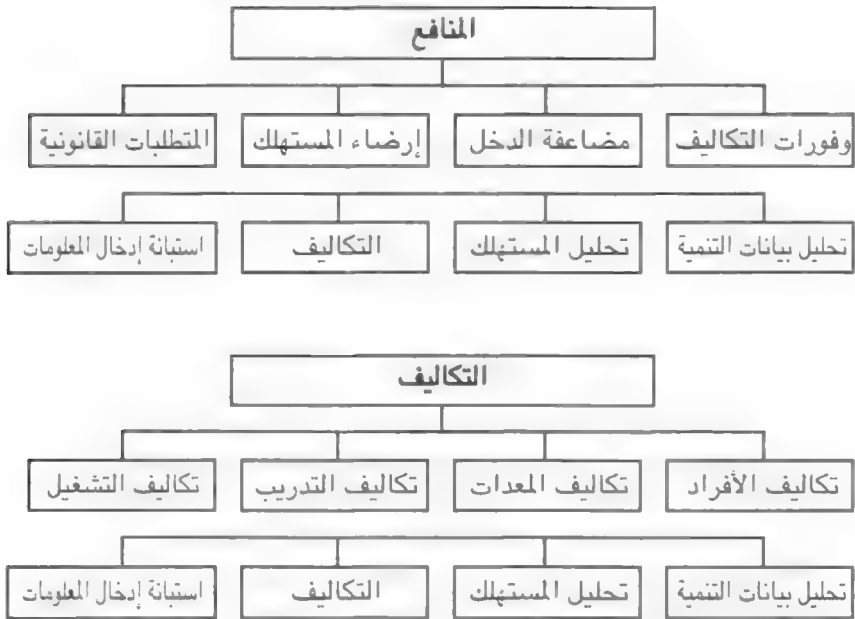 المنافع
وفورات التكاليف
مضاعفة الدخل
إرضاء المستهلك
المتطلبات القانونية
تحليل بيانات التنمية
تحليل المستهلك
التكاليف
استبانة إدخال المعلومات
التكاليف
تكاليف الأفراد
تكاليف المعدات
تكاليف التدريب
تكاليف التشغيل
تحليل بيانات التنمية
تحليل المستهلك
التكاليف
استبانة إدخال المعلومات